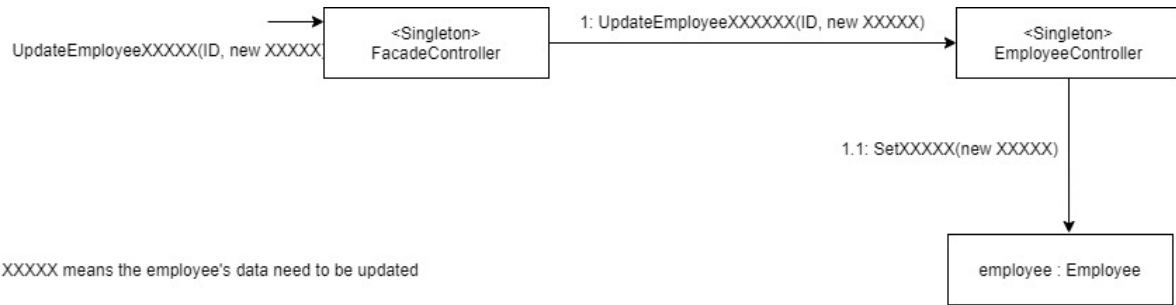 1: UpdateEmployeeXXXXXX(ID, new XXXXX)
<Singleton>
FacadeController
<Singleton>
EmployeeController
UpdateEmployeeXXXXX(ID, new XXXXX)
1.1: SetXXXXX(new XXXXX)
XXXXX means the employee's data need to be updated
employee : Employee